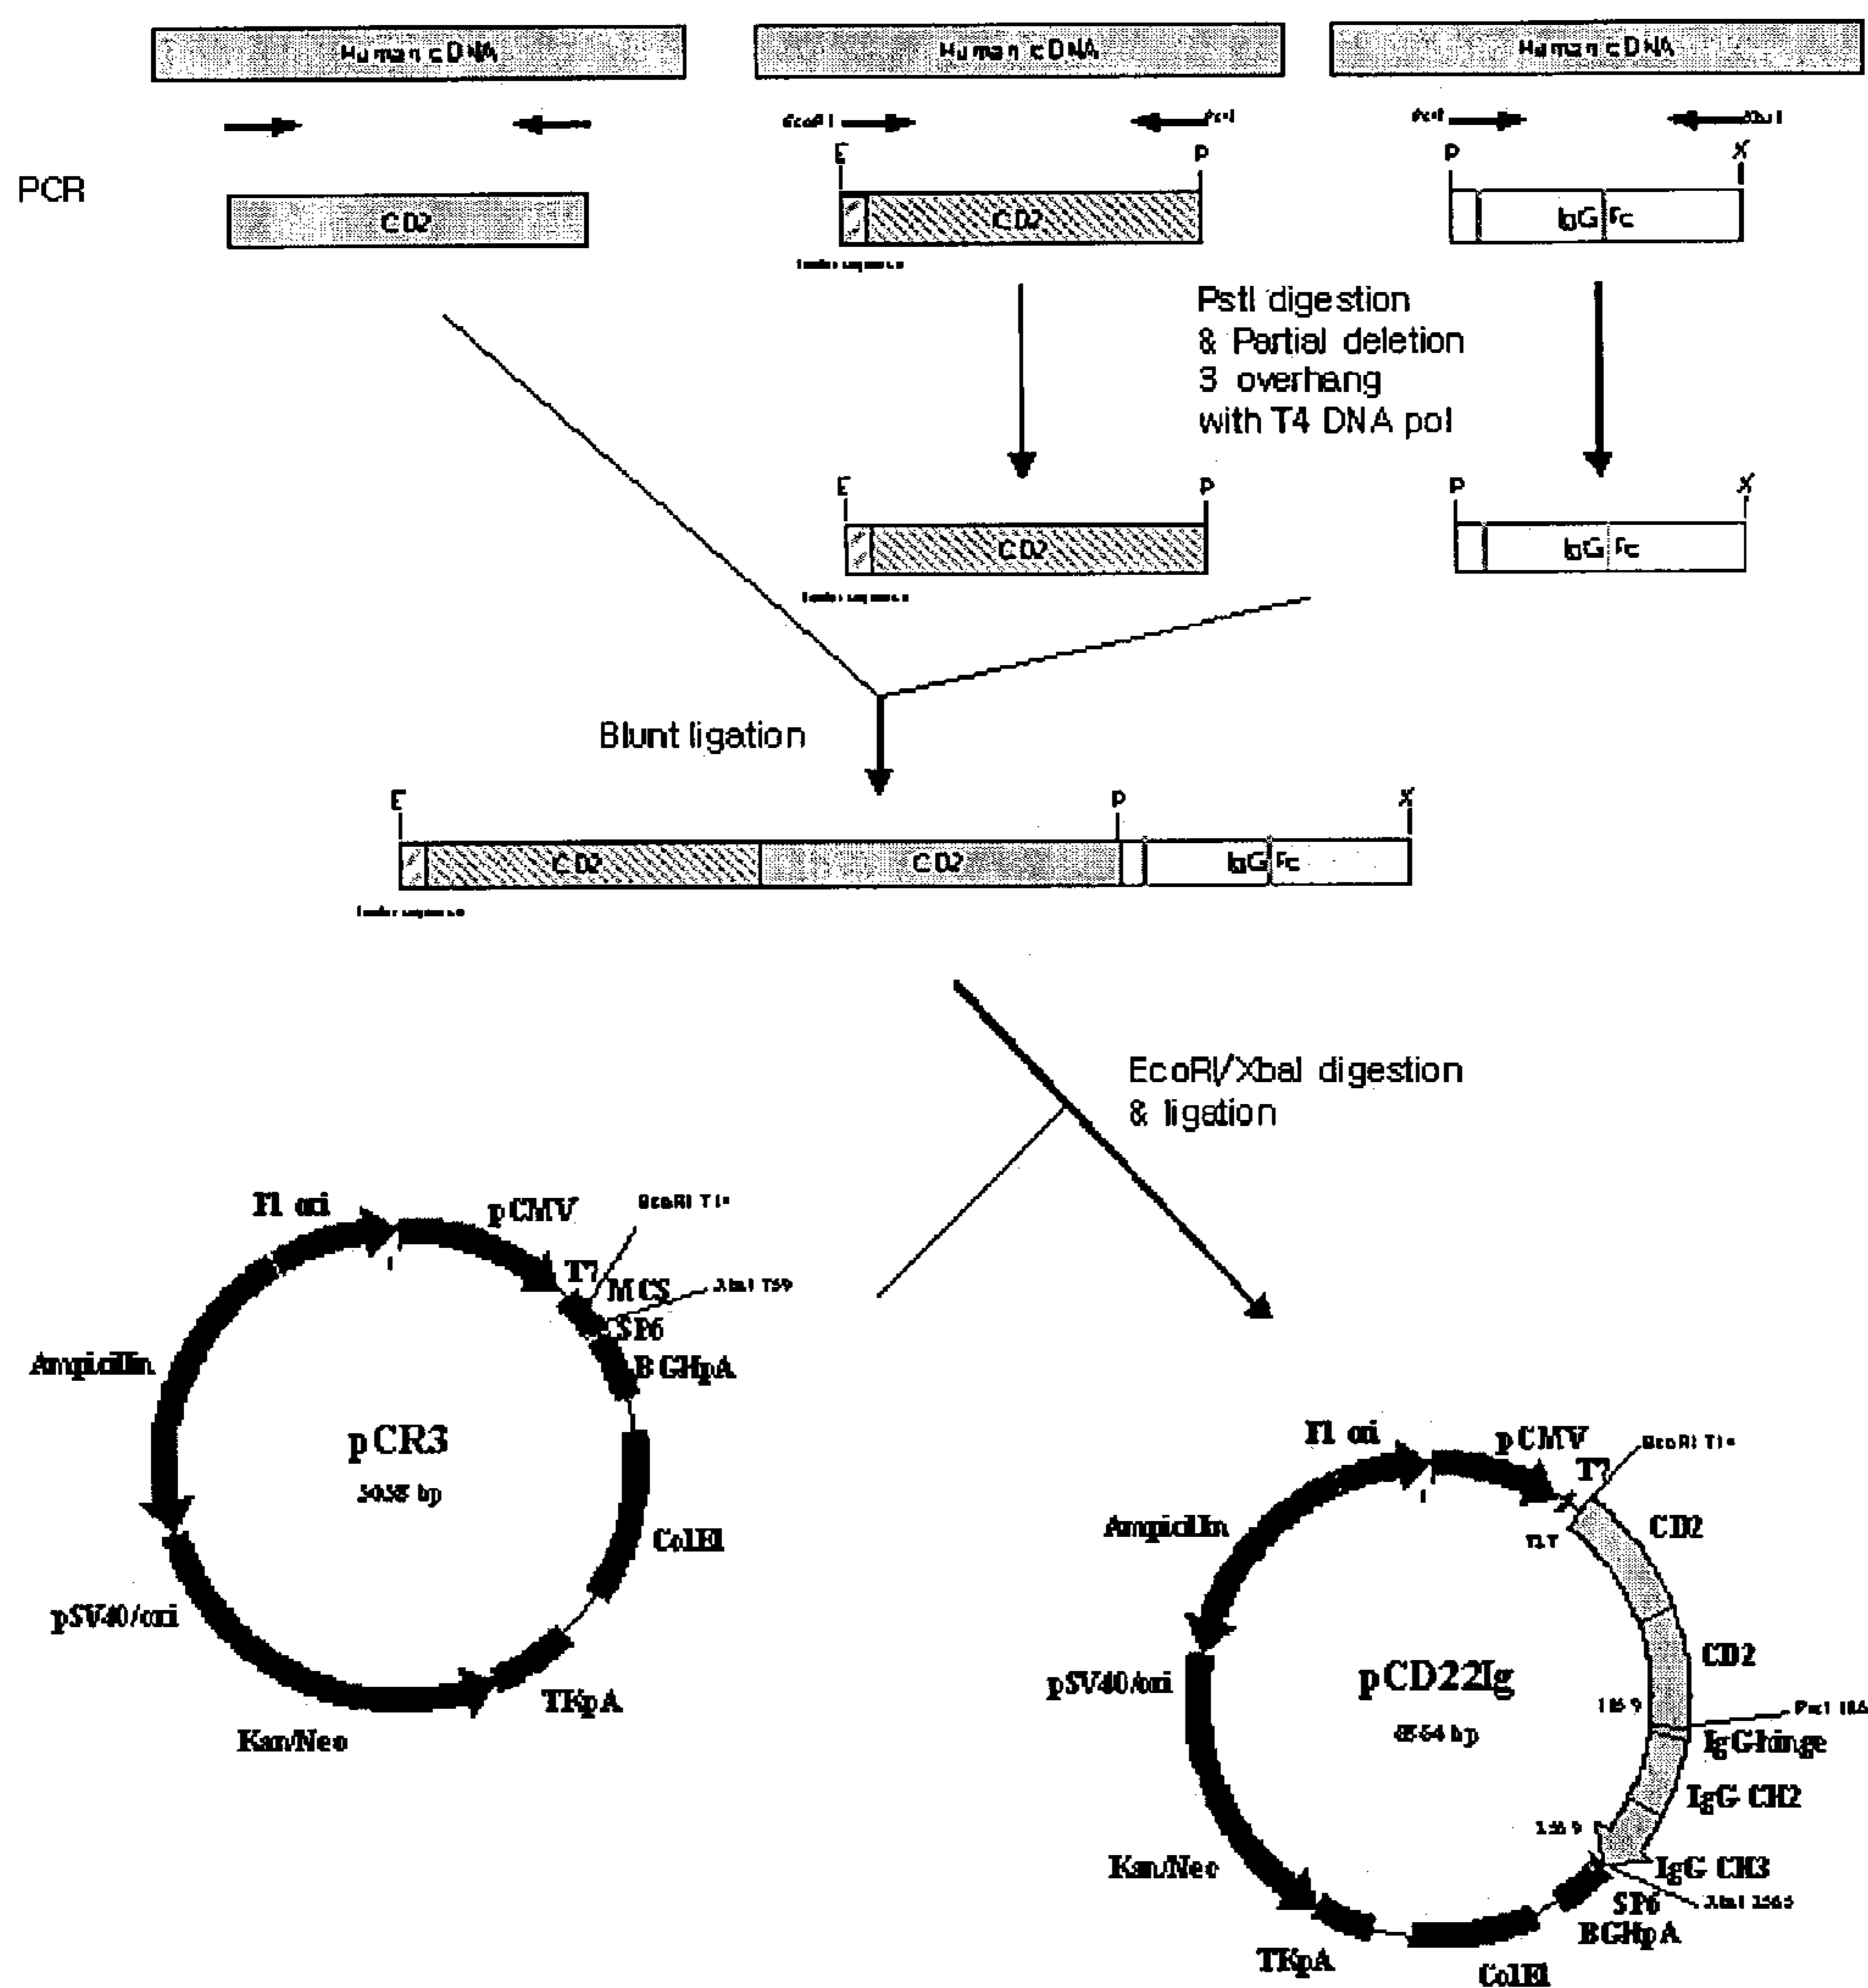 Human cDNA
Human cDNA
Human cDNA
EcoRI
PstI
PstI
XbaI
E
P
P
X
PCR
CD2
CD2
IgG Fc
PstI digestion
& Partial deletion
3 overhang
with T4 DNA pol
E
P
P
X
CD2
IgG Fc
Blunt ligation
E
P
X
CD2
CD2
IgG Fc
EcoRI/XbaI digestion
& ligation
F1 ori
pCMV
T7
MCS
SP6
BGHpA
Ampicillin
pCR3
bp
ColE1
pSV40/ori
TKpA
Kan/Neo
F1 ori
pCMV
T7
CD2
Ampicillin
CD2
pSV40/ori
pCD22Ig
bp
IgG-hinge
IgG-CH2
IgG-CH3
Kan/Neo
SP6
BGHpA
TKpA
ColE1